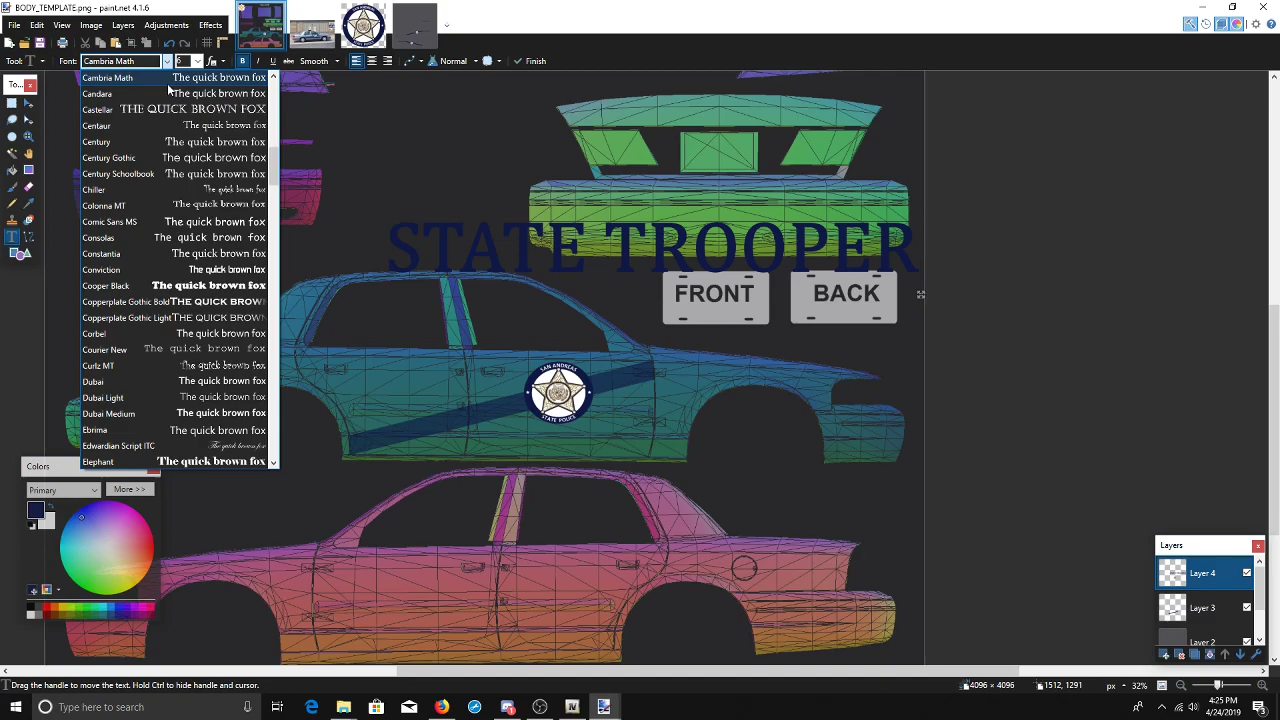 BODY_TEMPLATE.png - paint.net 4.1.6
File Edit View Image Layers Adjustments Effects
Tool T Font: Cambria Math B I U abc Smooth Normal Finish
To...
Cambria Math The quick brown fox
Candara The quick brown fox
Castellar THE QUICK BROWN FOX
Centaur The quick brown fox
Century The quick brown fox
Century Gothic The quick brown fox
Century Schoolbook The quick brown fox
Chiller The quick brown fox
Colonna MT The quick brown fox
Comic Sans MS The quick brown fox
Consolas The quick brown fox
Constantia The quick brown fox
Conviction The quick brown fox
Cooper Black The quick brown fox
Copperplate Gothic Bold THE QUICK BROWN
Copperplate Gothic Light THE QUICK BROWN
Corbel The quick brown fox
Courier New The quick brown fox
Curlz MT The quick brown fox
Dubai The quick brown fox
Dubai Light The quick brown fox
Dubai Medium The quick brown fox
Ebrima The quick brown fox
Edwardian Script ITC The quick brown fox
Elephant The quick brown fox
STATE TROOPER
FRONT BACK
SAN ANDREAS
STATE POLICE
Colors
Primary More >>
Layers
Layer 4
Layer 3
Layer 2
Drag the handle to move the text. Hold Ctrl to hide handle and cursor. 4096 × 4096 1512, 1291 px 32%
Type here to search
4:25 PM
4/24/2019